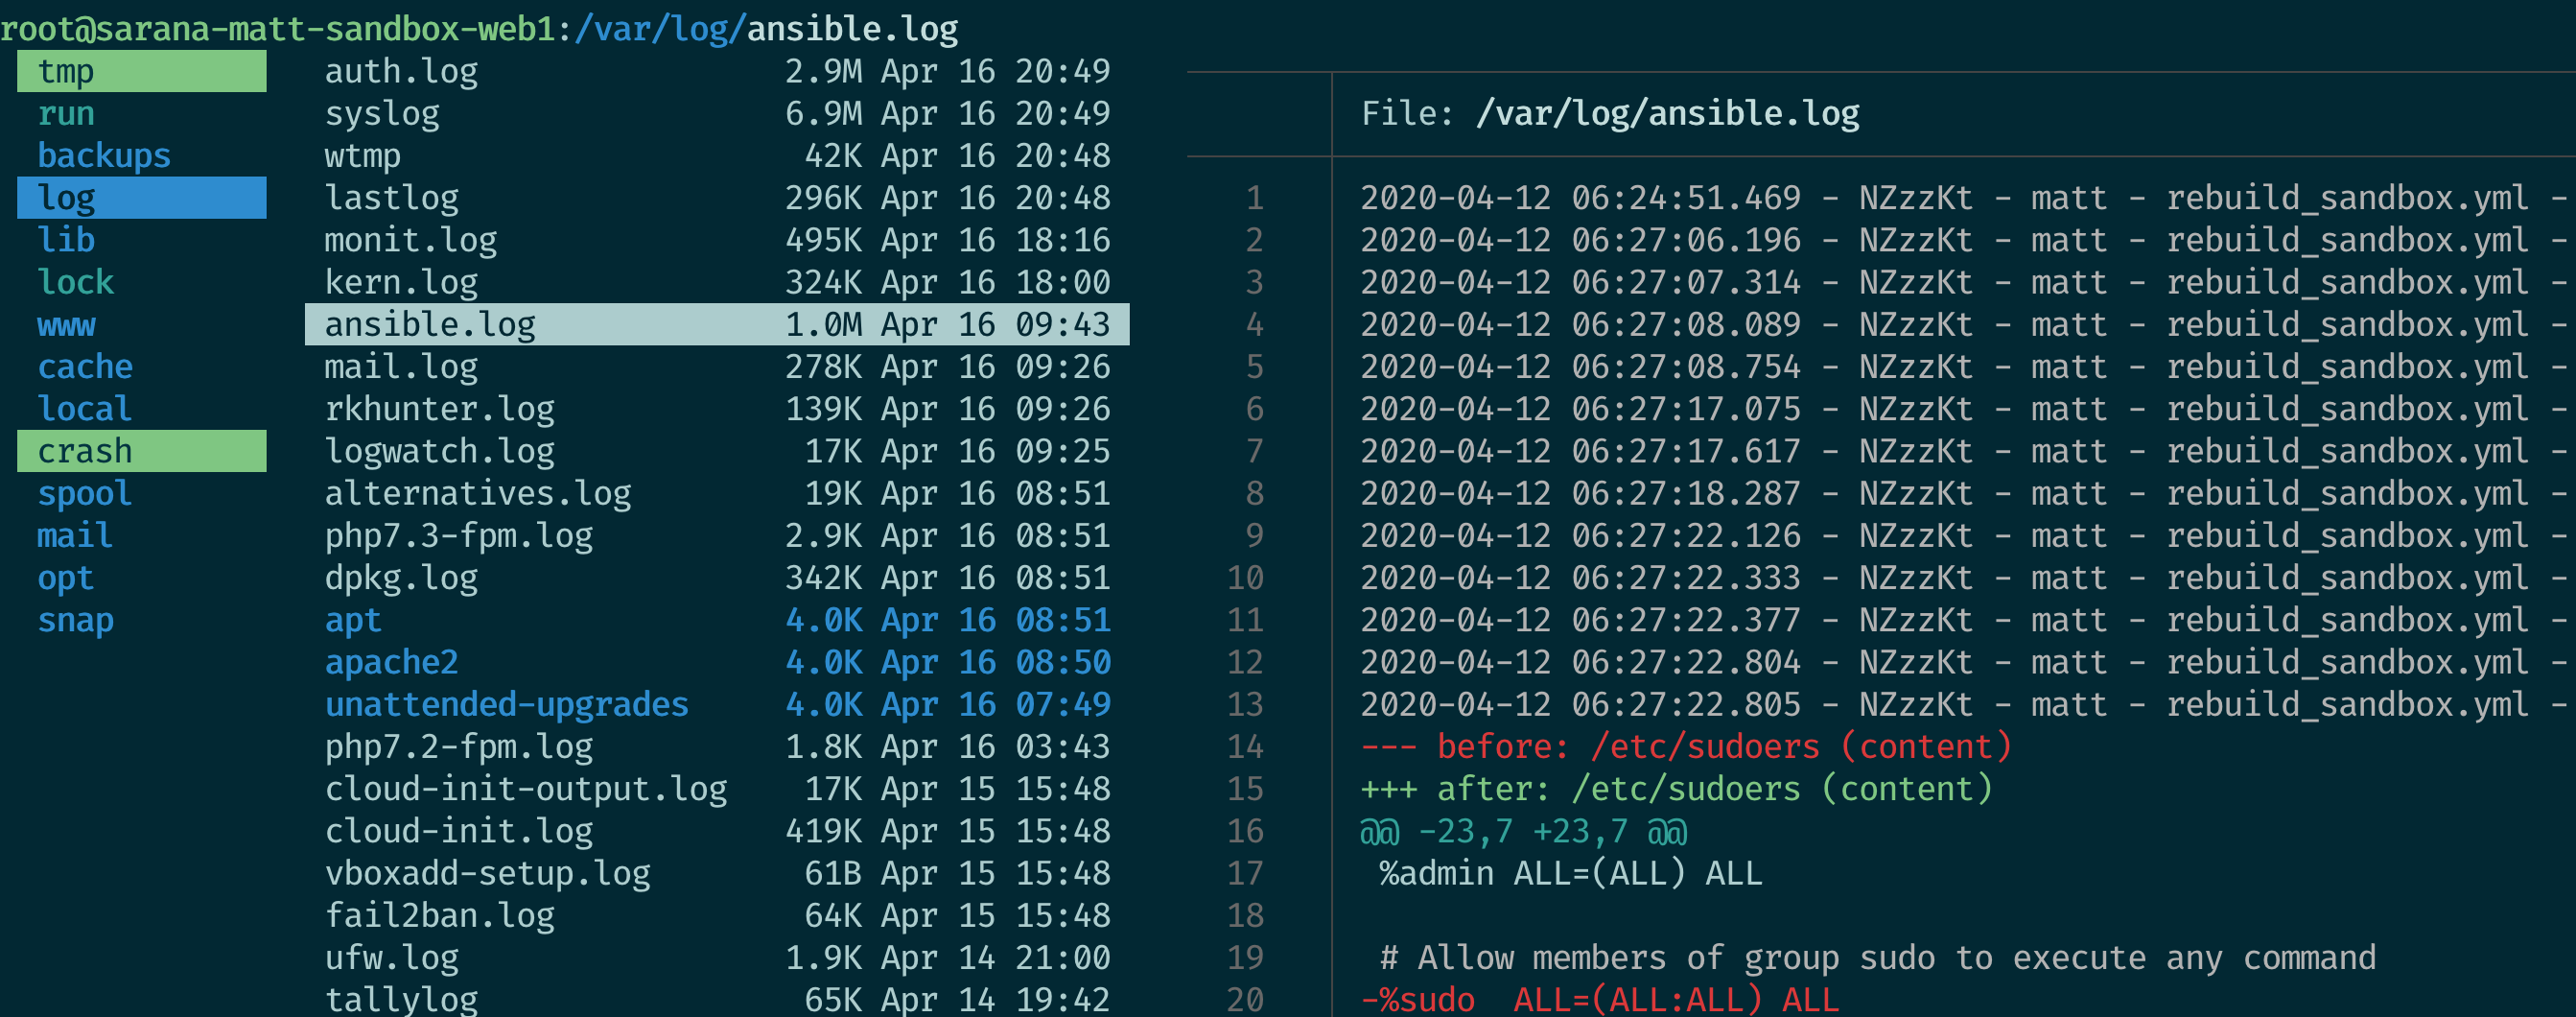 root@sarana-matt-sandbox-web1:/var/log/ansible.log
tmp
run
backups
log
lib
lock
www
cache
local
crash
spool
mail
opt
snap
auth.log 2.9M Apr 16 20:49
syslog 6.9M Apr 16 20:49
wtmp 42K Apr 16 20:48
lastlog 296K Apr 16 20:48
monit.log 495K Apr 16 18:16
kern.log 324K Apr 16 18:00
ansible.log 1.0M Apr 16 09:43
mail.log 278K Apr 16 09:26
rkhunter.log 139K Apr 16 09:26
logwatch.log 17K Apr 16 09:25
alternatives.log 19K Apr 16 08:51
php7.3-fpm.log 2.9K Apr 16 08:51
dpkg.log 342K Apr 16 08:51
apt 4.0K Apr 16 08:51
apache2 4.0K Apr 16 08:50
unattended-upgrades 4.0K Apr 16 07:49
php7.2-fpm.log 1.8K Apr 16 03:43
cloud-init-output.log 17K Apr 15 15:48
cloud-init.log 419K Apr 15 15:48
vboxadd-setup.log 61B Apr 15 15:48
fail2ban.log 64K Apr 15 15:48
ufw.log 1.9K Apr 14 21:00
tallylog 65K Apr 14 19:42
File: /var/log/ansible.log
1 2020-04-12 06:24:51.469 - NZzzKt - matt - rebuild_sandbox.yml -
2 2020-04-12 06:27:06.196 - NZzzKt - matt - rebuild_sandbox.yml -
3 2020-04-12 06:27:07.314 - NZzzKt - matt - rebuild_sandbox.yml -
4 2020-04-12 06:27:08.089 - NZzzKt - matt - rebuild_sandbox.yml -
5 2020-04-12 06:27:08.754 - NZzzKt - matt - rebuild_sandbox.yml -
6 2020-04-12 06:27:17.075 - NZzzKt - matt - rebuild_sandbox.yml -
7 2020-04-12 06:27:17.617 - NZzzKt - matt - rebuild_sandbox.yml -
8 2020-04-12 06:27:18.287 - NZzzKt - matt - rebuild_sandbox.yml -
9 2020-04-12 06:27:22.126 - NZzzKt - matt - rebuild_sandbox.yml -
10 2020-04-12 06:27:22.333 - NZzzKt - matt - rebuild_sandbox.yml -
11 2020-04-12 06:27:22.377 - NZzzKt - matt - rebuild_sandbox.yml -
12 2020-04-12 06:27:22.804 - NZzzKt - matt - rebuild_sandbox.yml -
13 2020-04-12 06:27:22.805 - NZzzKt - matt - rebuild_sandbox.yml -
14 --- before: /etc/sudoers (content)
15 +++ after: /etc/sudoers (content)
16 @@ -23,7 +23,7 @@
17 %admin ALL=(ALL) ALL
18
19 # Allow members of group sudo to execute any command
20 -%sudo ALL=(ALL:ALL) ALL